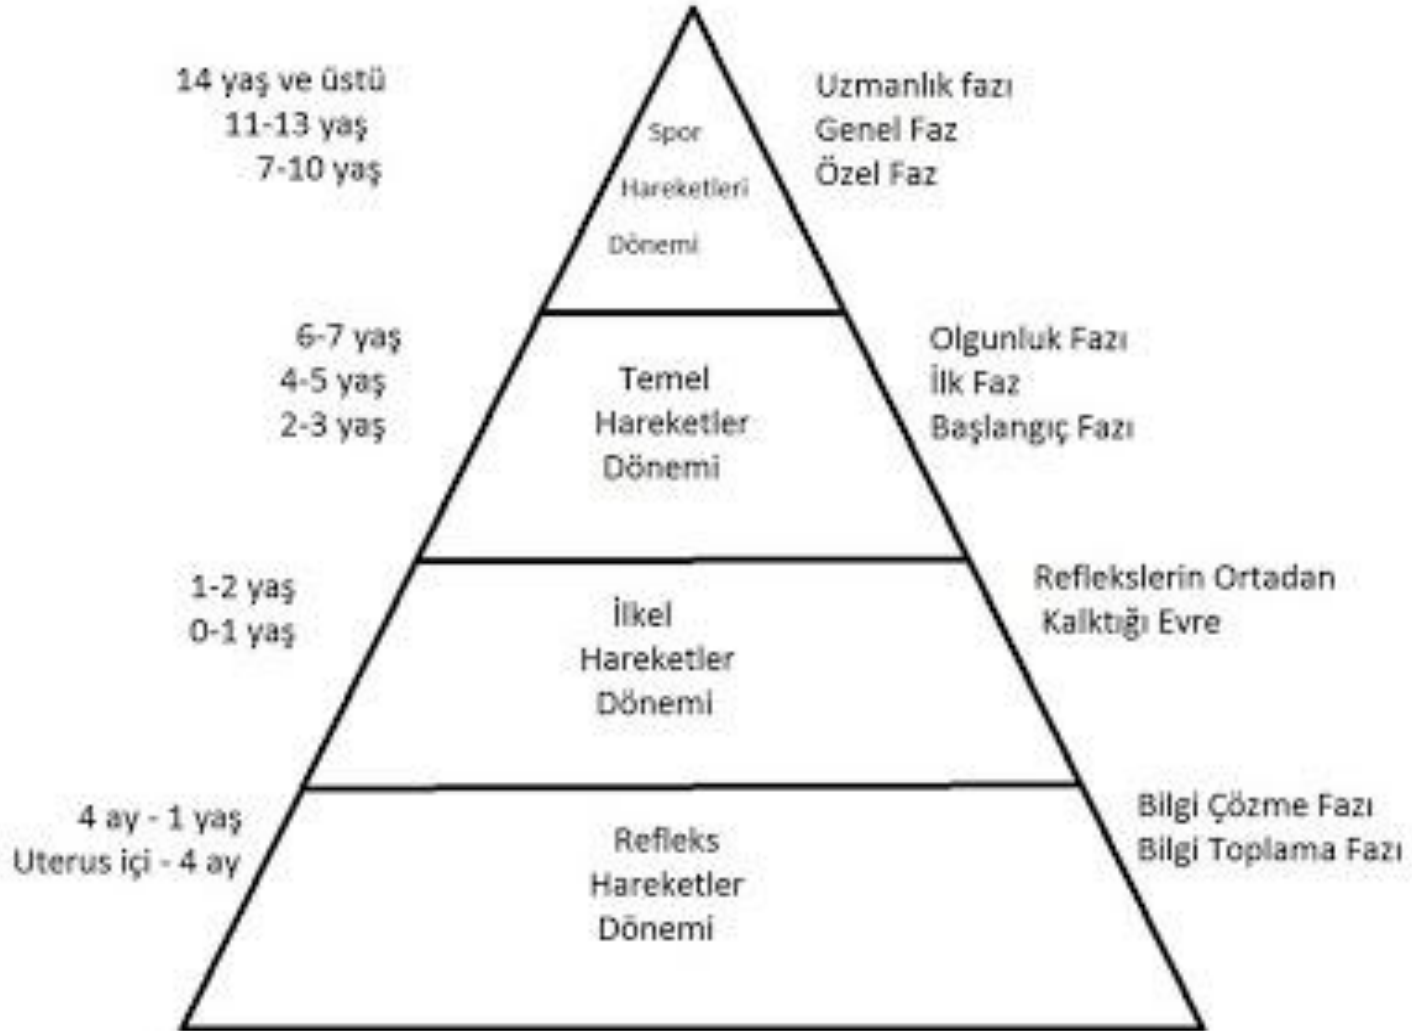 14 yaş ve üstü
11-13 yaş
7-10 yaş
Spor
Hareketleri
Dönemi
Uzmanlık fazı
Genel Faz
Özel Faz
6-7 yaş
4-5 yaş
2-3 yaş
Temel
Hareketler
Dönemi
Olgunluk Fazı
İlk Faz
Başlangıç Fazı
1-2 yaş
0-1 yaş
İlkel
Hareketler
Dönemi
Reflekslerin Ortadan
Kalktığı Evre
4 ay - 1 yaş
Uterus içi - 4 ay
Refleks
Hareketler
Dönemi
Bilgi Çözme Fazı
Bilgi Toplama Fazı